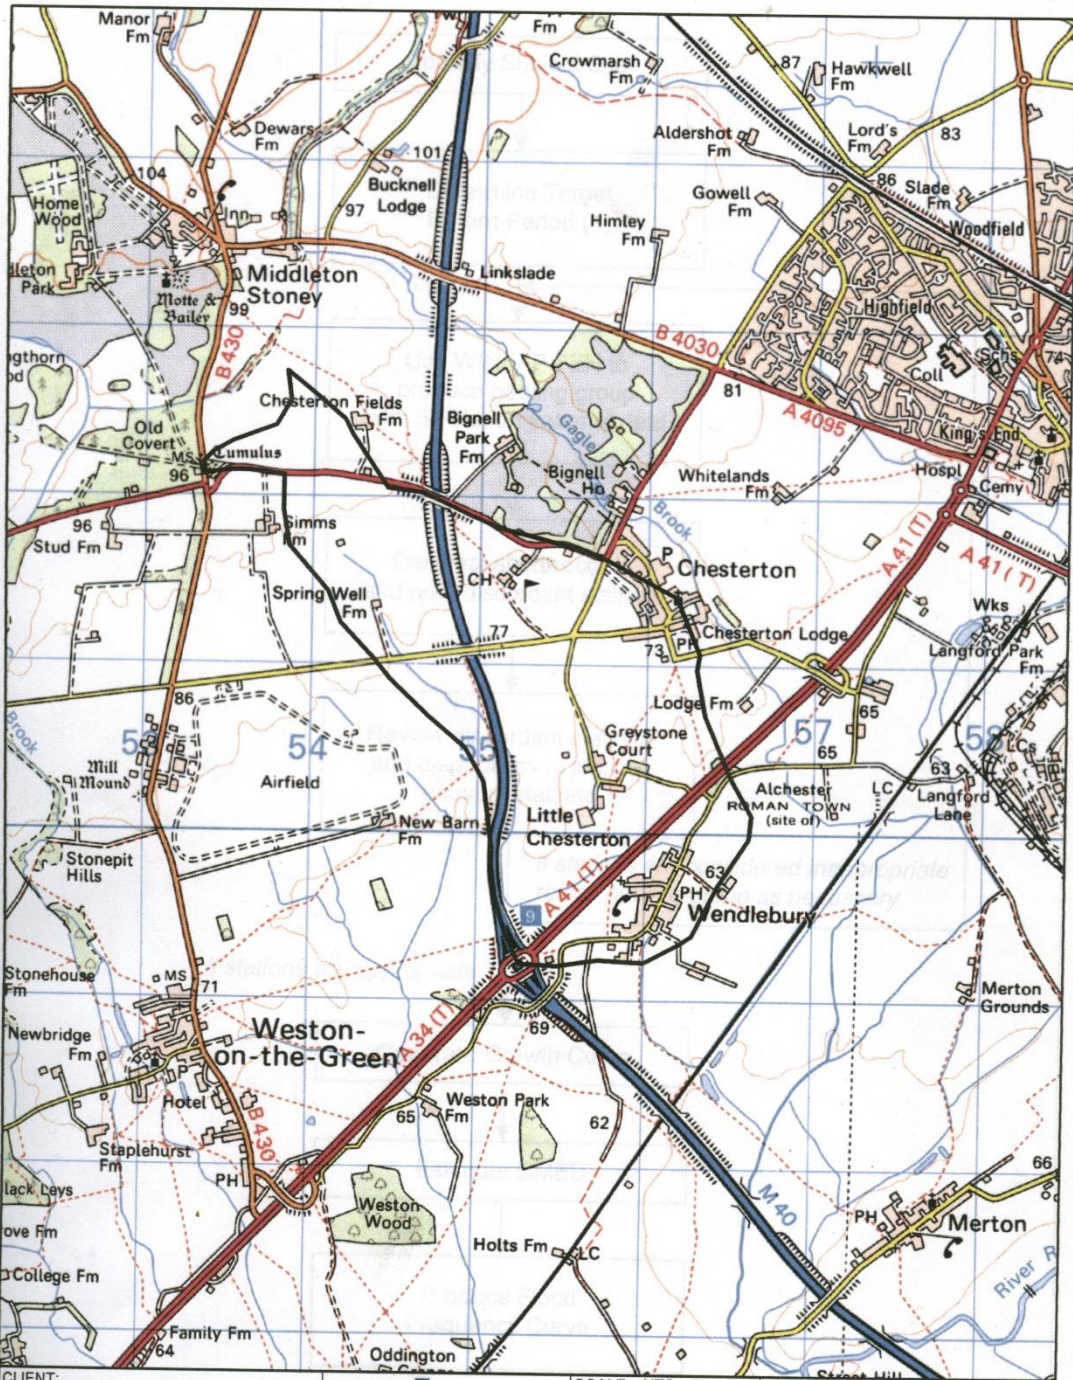 Manor
Fm
Fm
Crowmarsh
Fm
87
Hawkwell
Fm
Dewars
Fm
101
Aldershot
Fm
Lord's
Fm
83
104
Bucknell
Lodge
86
Slade
Fm
Home
Wood
Inn
97
Gowell
Fm
Himley
Fm
Woodfield
Park
Middleton
Stoney
Linkslade
Motte &
Bailey
99
Highfield
B430
B 4030
Schs
74
Coll
81
Chesterton Fields
Fm
A 4095
Old
Covert
Bignell
Park
Fm
Gagle
King's End
MS
96
Tumulus
Bignell
Ho
Whitelands
Fm
Hospl
Cemy
96
Simms
Fm
Brook
Stud Fm
A 41 (T)
A 41 (T)
P
CH
Chesterton
Spring Well
Fm
Wks
77
PH
Chesterton Lodge
Langford Park
Fm
73
86
Lodge Fm
65
Brook
53
54
55
57
58
Greystone
Court
65
LCs
63
Mill
Mound
Airfield
Alchester
ROMAN TOWN
(site of)
LC
Langford
Lane
New Barn
Fm
Little
Chesterton
Stonepit
Hills
A 41 (T)
63
PH
9
Wendlebury
Stonehouse
Fm
MS
71
Merton
Grounds
Newbridge
Fm
Weston-
on-the-Green
A 34 (T)
69
P
Hotel
Weston Park
Fm
65
62
B430
Staplehurst
Fm
66
PH
Weston
Wood
M 40
PH
Merton
Holts Fm
LC
College Fm
River
Family Fm
64
Oddington
CLIENT: